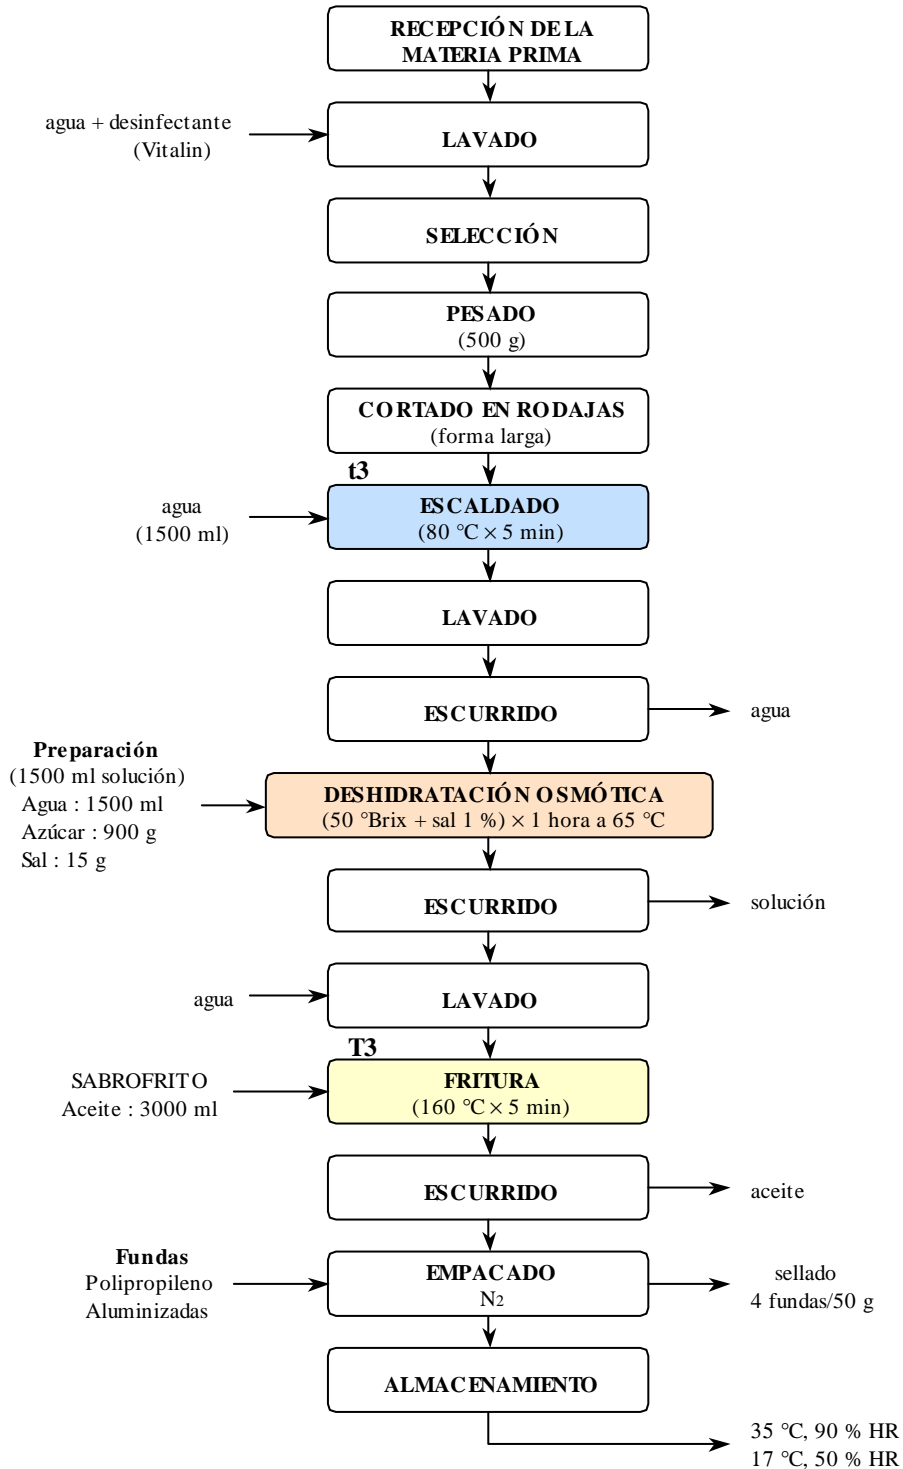 RECEPCIÓN DE LA
MATERIA PRIMA
agua + desinfectante
(Vitalin)
LAVADO
SELECCIÓN
PESADO
(500 g)
CORTADO EN RODAJAS
(forma larga)
t3
agua
(1500 ml)
ESCALDADO
(80 °C × 5 min)
LAVADO
ESCURRIDO
agua
Preparación
(1500 ml solución)
Agua : 1500 ml
Azúcar : 900 g
Sal : 15 g
DESHIDRATACIÓN OSMÓTICA
(50 °Brix + sal 1 %) × 1 hora a 65 °C
ESCURRIDO
solución
agua
LAVADO
T3
SABROFRITO
Aceite : 3000 ml
FRITURA
(160 °C × 5 min)
ESCURRIDO
aceite
Fundas
Polipropileno
Aluminizadas
EMPACADO
N2
sellado
4 fundas/50 g
ALMACENAMIENTO
35 °C, 90 % HR
17 °C, 50 % HR